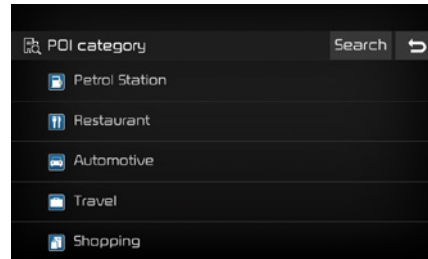 POI category
Search
Petrol Station
Restaurant
Automotive
Travel
Shopping